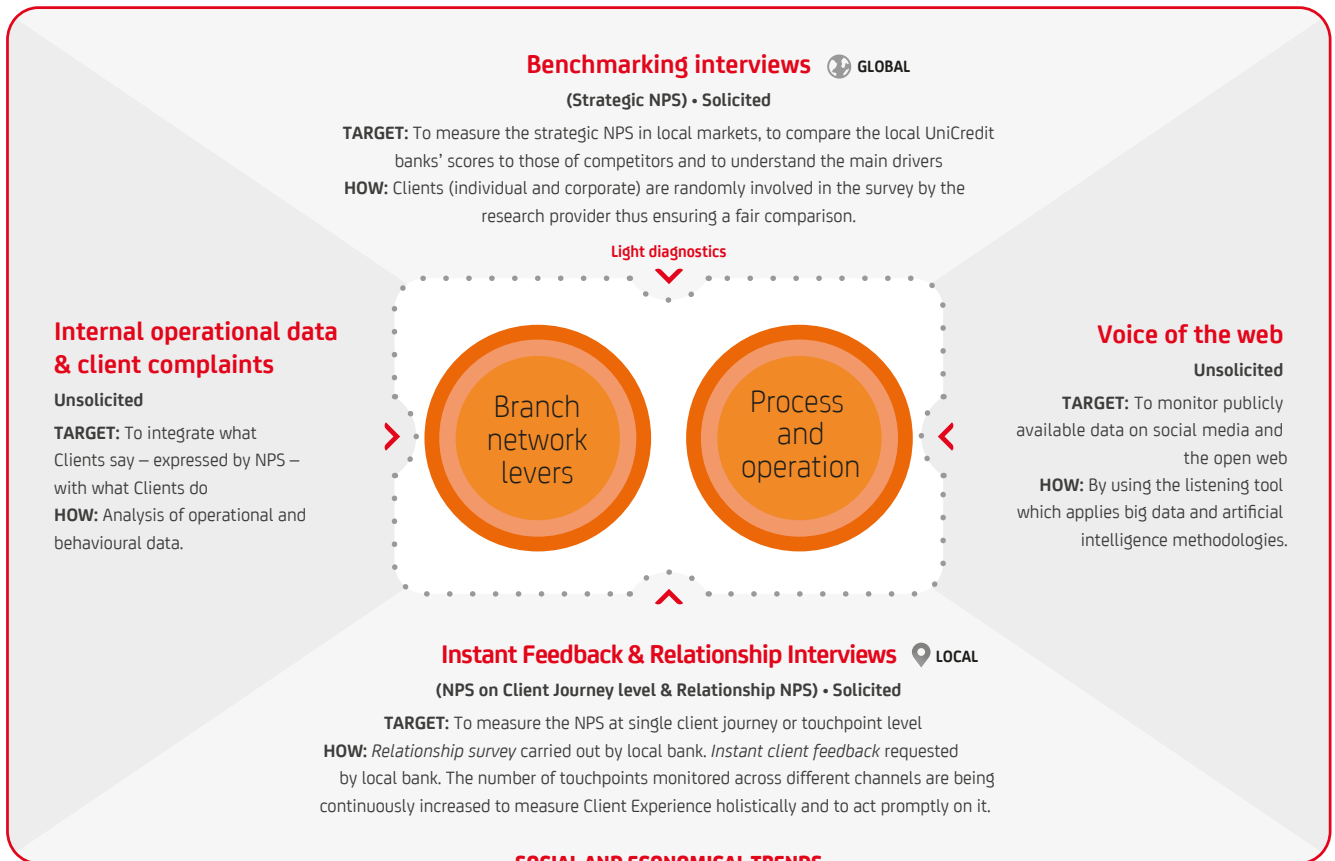 Benchmarking interviews GLOBAL
(Strategic NPS) • Solicited
TARGET: To measure the strategic NPS in local markets, to compare the local UniCredit
banks’ scores to those of competitors and to understand the main drivers
HOW: Clients (individual and corporate) are randomly involved in the survey by the
research provider thus ensuring a fair comparison.
Light diagnostics
Internal operational data
& client complaints
Unsolicited
TARGET: To integrate what
Clients say – expressed by NPS –
with what Clients do
HOW: Analysis of operational and
behavioural data.
Branch
network
levers
Process
and
operation
Voice of the web
Unsolicited
TARGET: To monitor publicly
available data on social media and
the open web
HOW: By using the listening tool
which applies big data and artificial
intelligence methodologies.
Instant Feedback & Relationship Interviews LOCAL
(NPS on Client Journey level & Relationship NPS) • Solicited
TARGET: To measure the NPS at single client journey or touchpoint level
HOW: Relationship survey carried out by local bank. Instant client feedback requested
by local bank. The number of touchpoints monitored across different channels are being
continuously increased to measure Client Experience holistically and to act promptly on it.
SOCIAL AND ECONOMICAL TRENDS